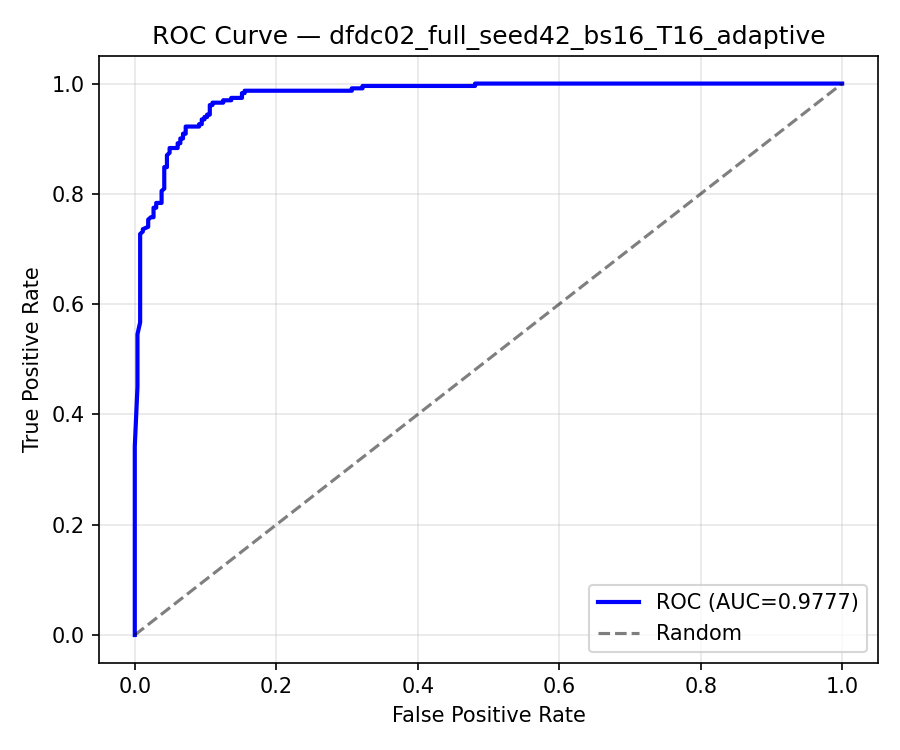 ROC Curve — dfdc02_full_seed42_bs16_T16_adaptive
True Positive Rate
1.0
0.8
0.6
0.4
0.2
0.0
0.0 0.2 0.4 0.6 0.8 1.0
False Positive Rate
ROC (AUC=0.9777)
Random